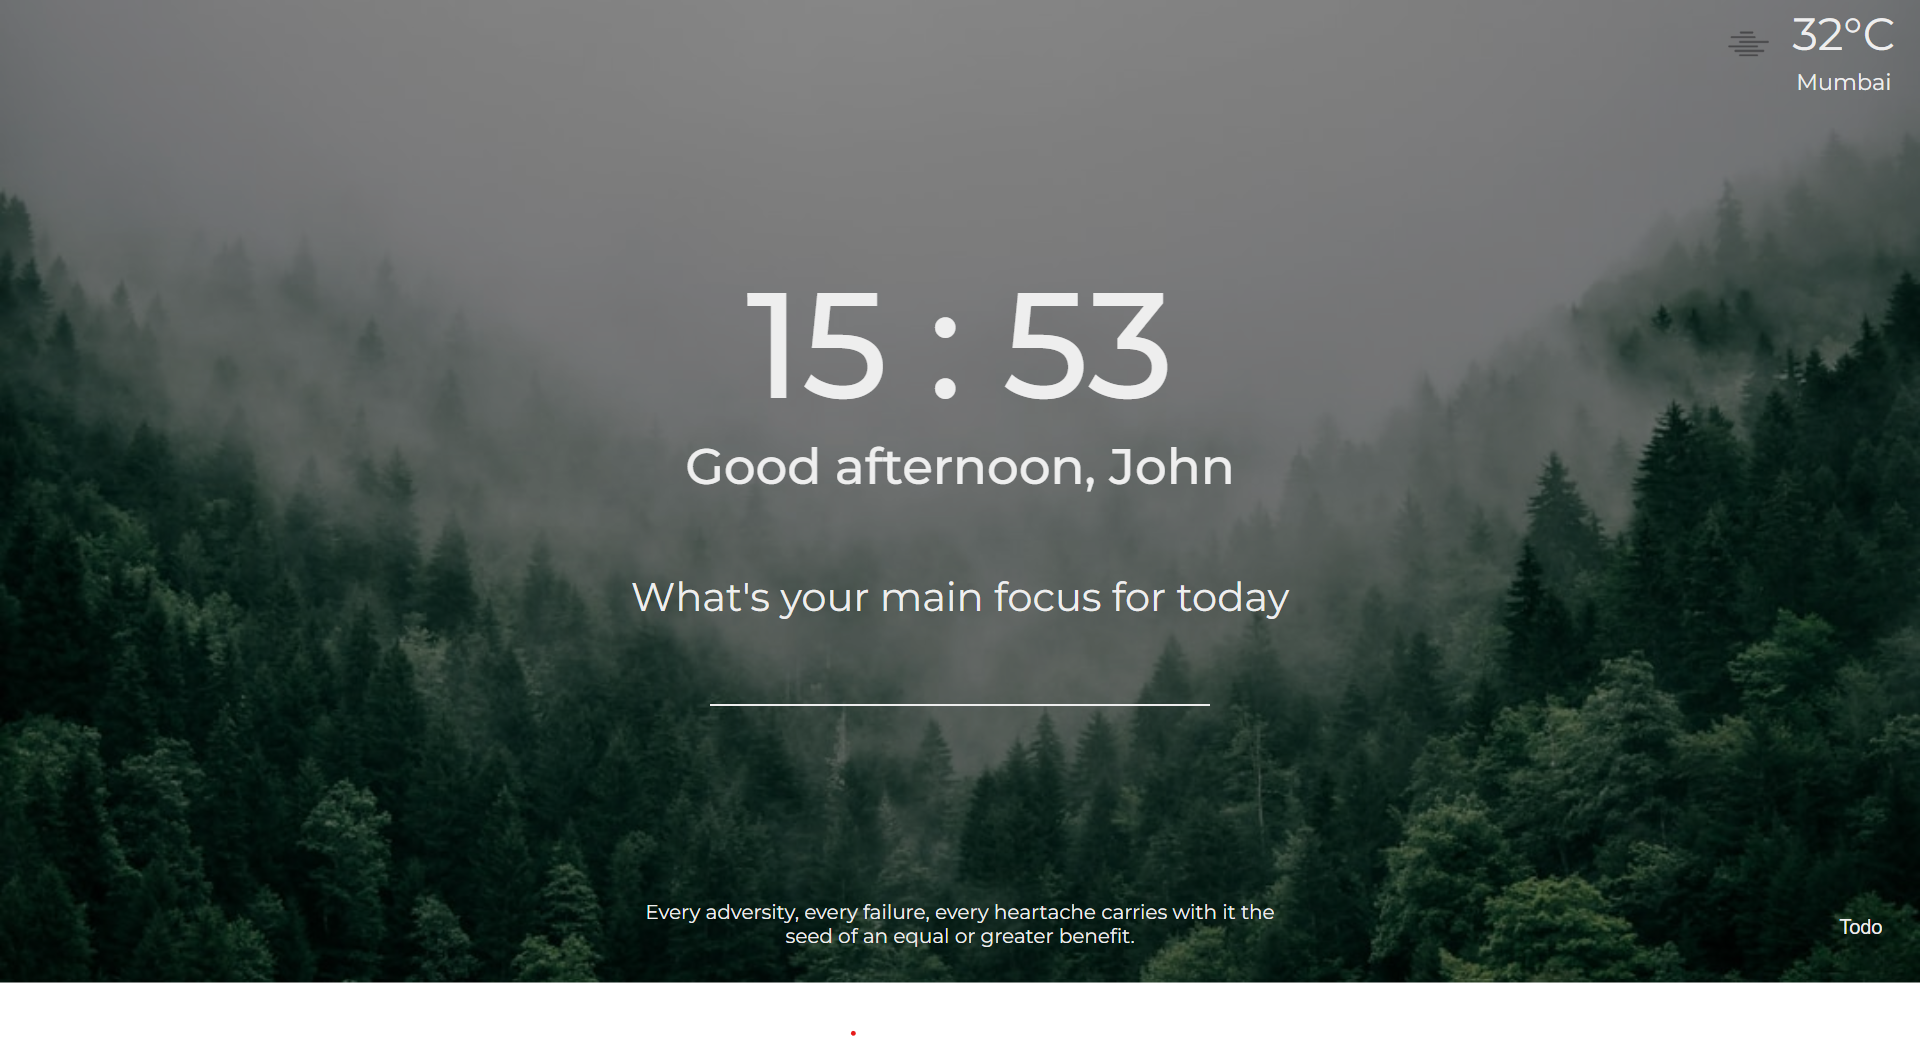 32°C
Mumbai
15 : 53
Good afternoon, John
What's your main focus for today
Every adversity, every failure, every heartache carries with it the
seed of an equal or greater benefit.
Todo